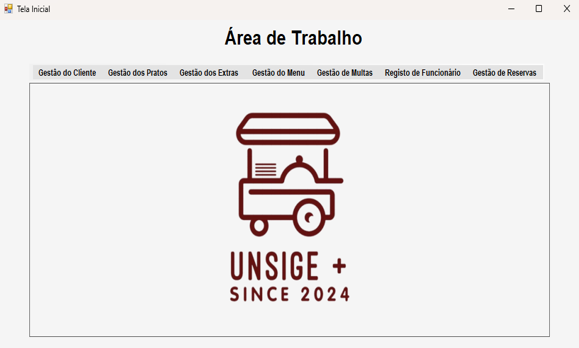 Tela Inicial
Área de Trabalho
Gestão do Cliente Gestão dos Pratos Gestão dos Extras Gestão do Menu Gestão de Multas Registo de Funcionário Gestão de Reservas
UNSIGE +
SINCE 2024